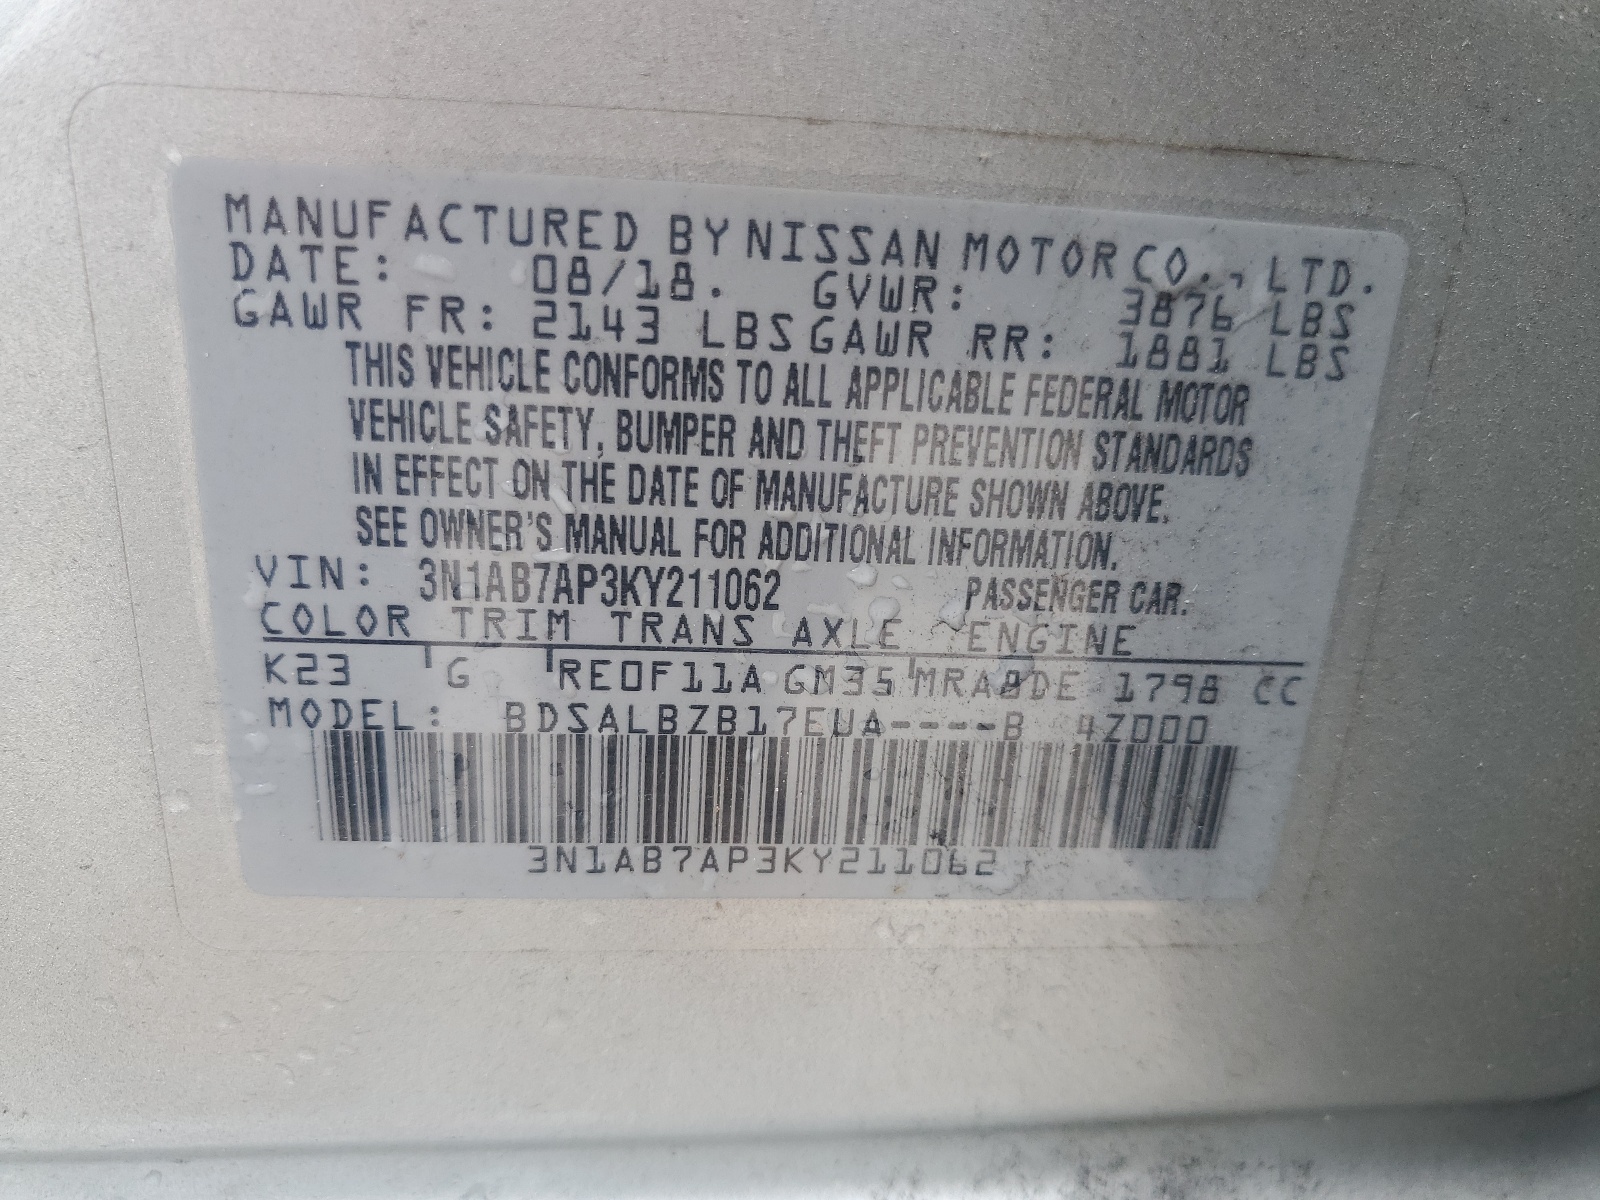 MANUFACTURED BY NISSAN MOTOR CO., LTD.
DATE: 08/18. GVWR: 3876 LBS
GAWR FR: 2143 LBS GAWR RR: 1881 LBS
THIS VEHICLE CONFORMS TO ALL APPLICABLE FEDERAL MOTOR
VEHICLE SAFETY, BUMPER AND THEFT PREVENTION STANDARDS
IN EFFECT ON THE DATE OF MANUFACTURE SHOWN ABOVE.
SEE OWNER'S MANUAL FOR ADDITIONAL INFORMATION.
VIN: 3N1AB7AP3KY211062 PASSENGER CAR.
COLOR TRIM TRANS AXLE ENGINE
K23 G RE0F11A GM35 MRA8DE 1798 CC
MODEL: BDSALBZB17EUA----B 4Z000
3N1AB7AP3KY211062